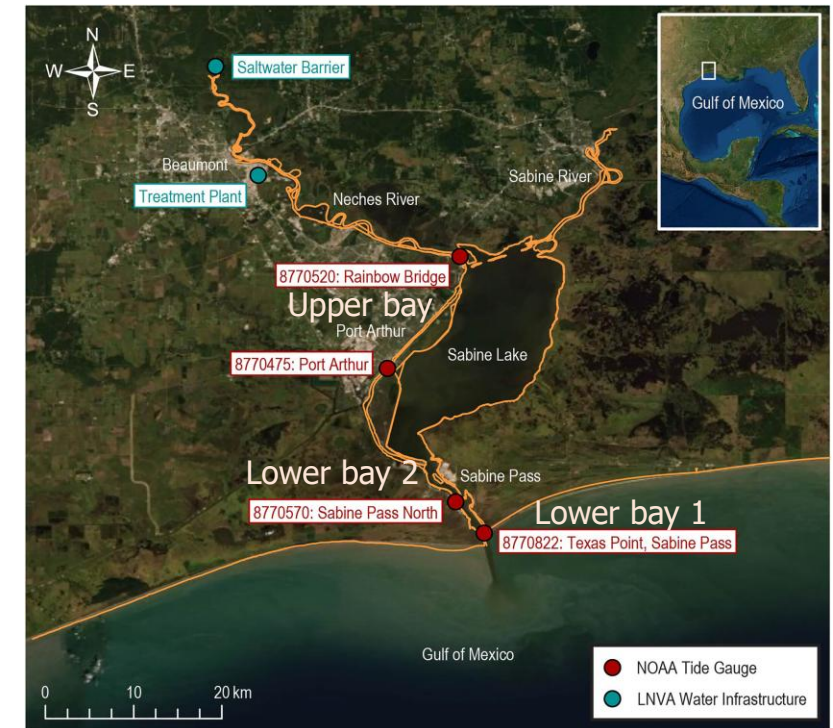 N
W E
S
Saltwater Barrier
Gulf of Mexico
Beaumont
Treatment Plant
Neches River
Sabine River
8770520: Rainbow Bridge
Upper bay
Port Arthur
8770475: Port Arthur
Sabine Lake
Lower bay 2
Sabine Pass
8770570: Sabine Pass North
Lower bay 1
8770822: Texas Point, Sabine Pass
Gulf of Mexico
NOAA Tide Gauge
LNVA Water Infrastructure
0 10 20 km